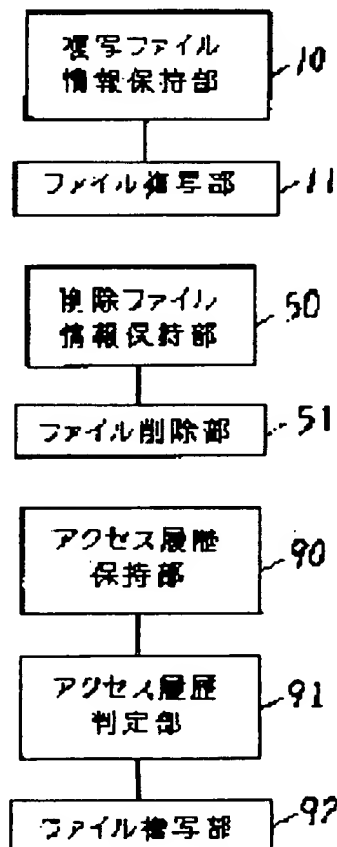 複写ファイル
情報保持部
10
ファイル複写部
11
削除ファイル
情報保持部
50
ファイル削除部
51
アクセス履歴
保持部
90
アクセス履歴
判定部
91
ファイル複写部
92